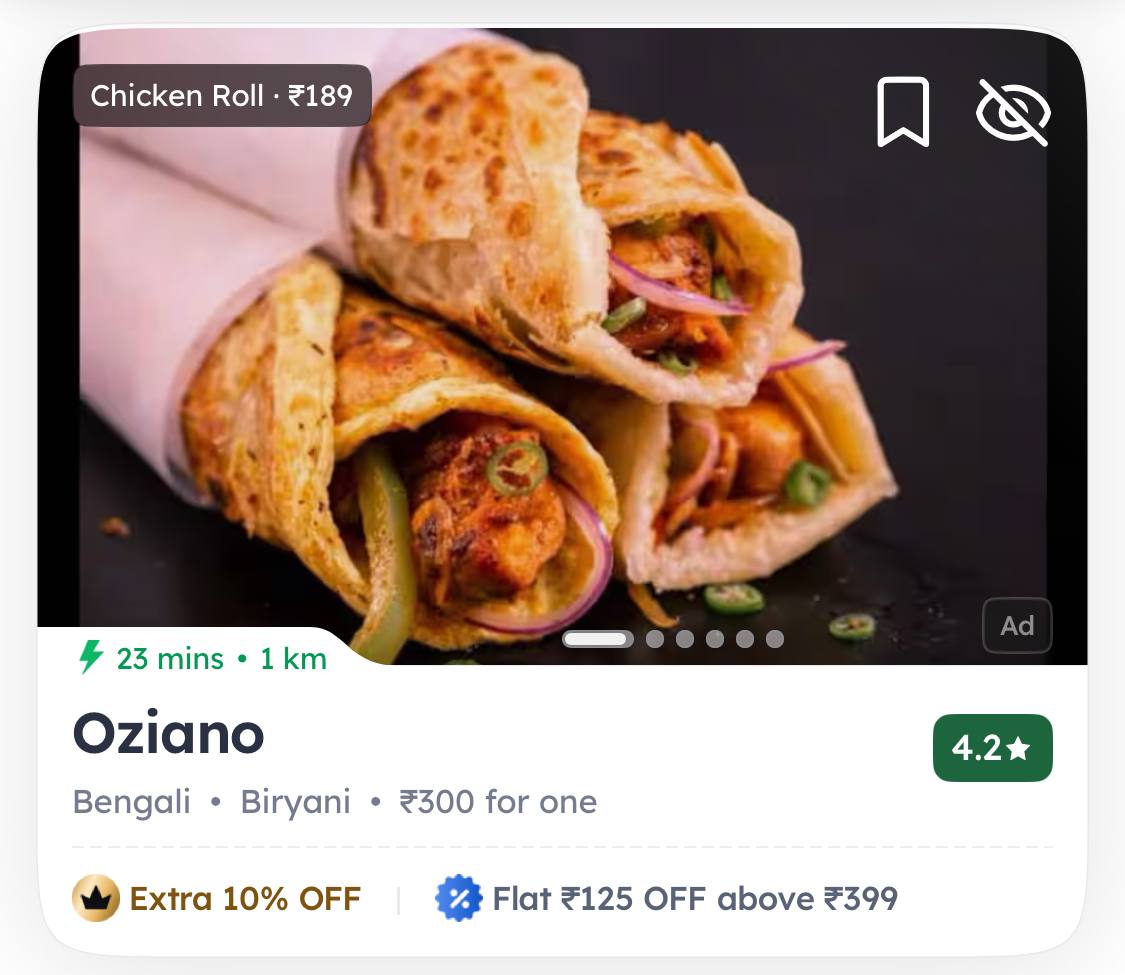 Chicken Roll · ₹189
Ad
23 mins • 1 km
Oziano
4.2★
Bengali • Biryani • ₹300 for one
Extra 10% OFF | Flat ₹125 OFF above ₹399